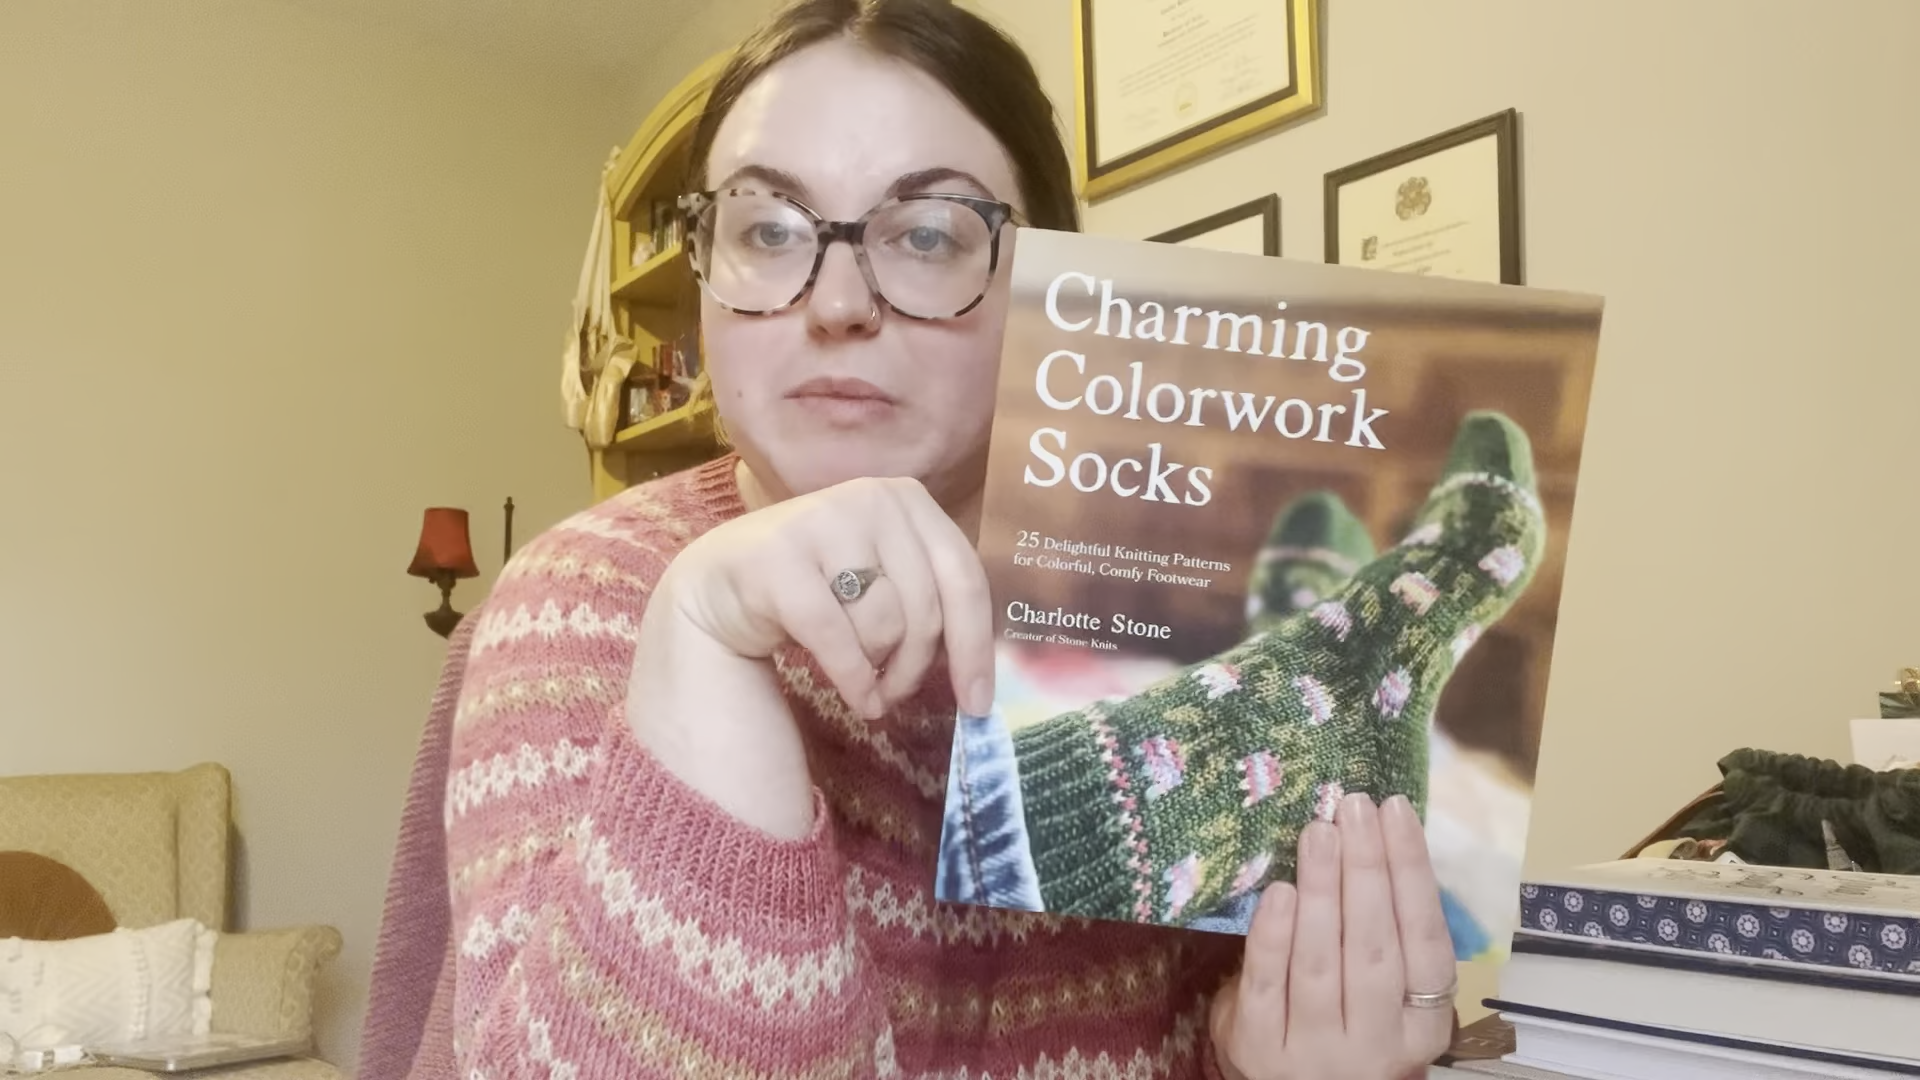 Charming
Colorwork
Socks
25 Delightful Knitting Patterns
for Colorful, Comfy Footwear
Charlotte Stone
Creator of Stone Knits